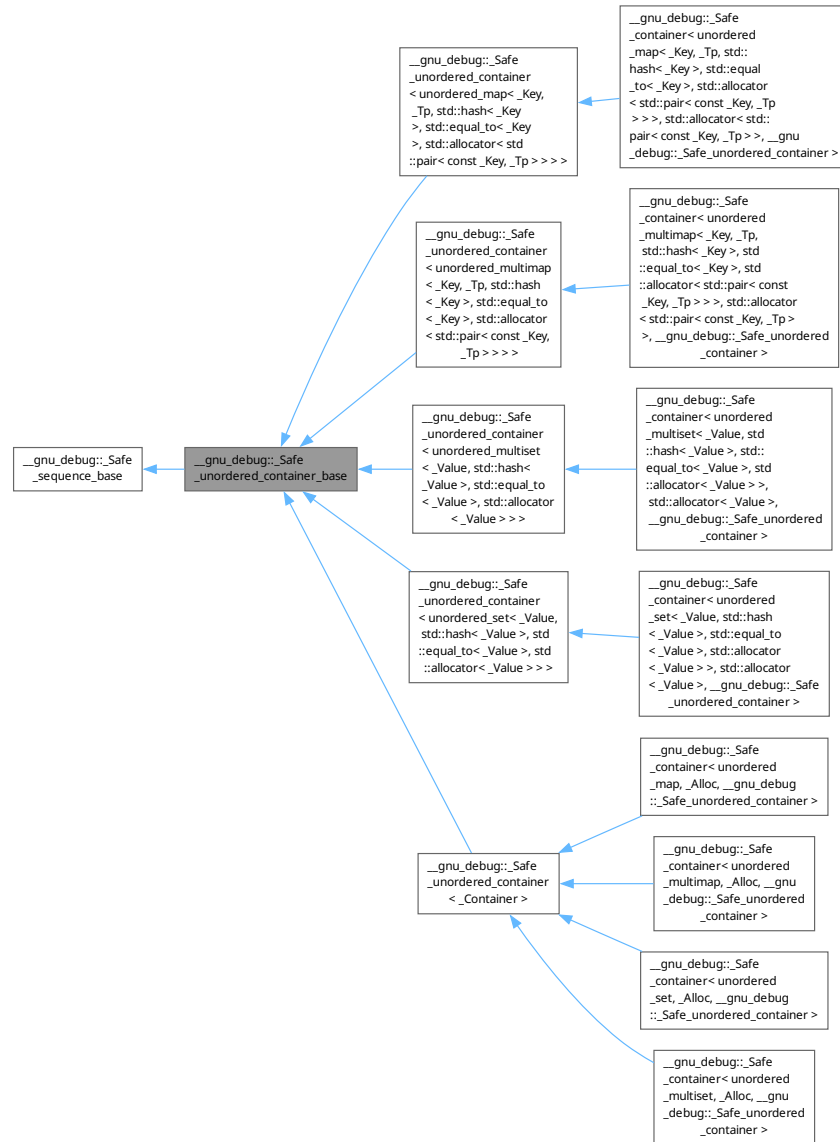 __gnu_debug::_Safe
_sequence_base
__gnu_debug::_Safe
_unordered_container_base
__gnu_debug::_Safe
_unordered_container
< unordered_map< _Key,
_Tp, std::hash< _Key
>, std::equal_to< _Key
>, std::allocator< std
::pair< const _Key, _Tp > > > >
__gnu_debug::_Safe
_container< unordered
_map< _Key, _Tp, std::
hash< _Key >, std::equal
_to< _Key >, std::allocator
< std::pair< const _Key, _Tp
> > >, std::allocator< std::
pair< const _Key, _Tp > >, __gnu
_debug::_Safe_unordered_container >
__gnu_debug::_Safe
_unordered_container
< unordered_multimap
< _Key, _Tp, std::hash
< _Key >, std::equal_to
< _Key >, std::allocator
< std::pair< const _Key,
_Tp > > > >
__gnu_debug::_Safe
_container< unordered
_multimap< _Key, _Tp,
std::hash< _Key >, std
::equal_to< _Key >, std
::allocator< std::pair< const
_Key, _Tp > > >, std::allocator
< std::pair< const _Key, _Tp >
>, __gnu_debug::_Safe_unordered
_container >
__gnu_debug::_Safe
_unordered_container
< unordered_multiset
< _Value, std::hash<
_Value >, std::equal_to
< _Value >, std::allocator
< _Value > > >
__gnu_debug::_Safe
_container< unordered
_multiset< _Value, std
::hash< _Value >, std::
equal_to< _Value >, std
::allocator< _Value > >,
std::allocator< _Value >,
__gnu_debug::_Safe_unordered
_container >
__gnu_debug::_Safe
_unordered_container
< unordered_set< _Value,
std::hash< _Value >, std
::equal_to< _Value >, std
::allocator< _Value > > >
__gnu_debug::_Safe
_container< unordered
_set< _Value, std::hash
< _Value >, std::equal_to
< _Value >, std::allocator
< _Value > >, std::allocator
< _Value >, __gnu_debug::_Safe
_unordered_container >
__gnu_debug::_Safe
_unordered_container
< _Container >
__gnu_debug::_Safe
_container< unordered
_map, _Alloc, __gnu_debug
::_Safe_unordered_container >
__gnu_debug::_Safe
_container< unordered
_multimap, _Alloc, __gnu
_debug::_Safe_unordered
_container >
__gnu_debug::_Safe
_container< unordered
_set, _Alloc, __gnu_debug
::_Safe_unordered_container >
__gnu_debug::_Safe
_container< unordered
_multiset, _Alloc, __gnu
_debug::_Safe_unordered
_container >